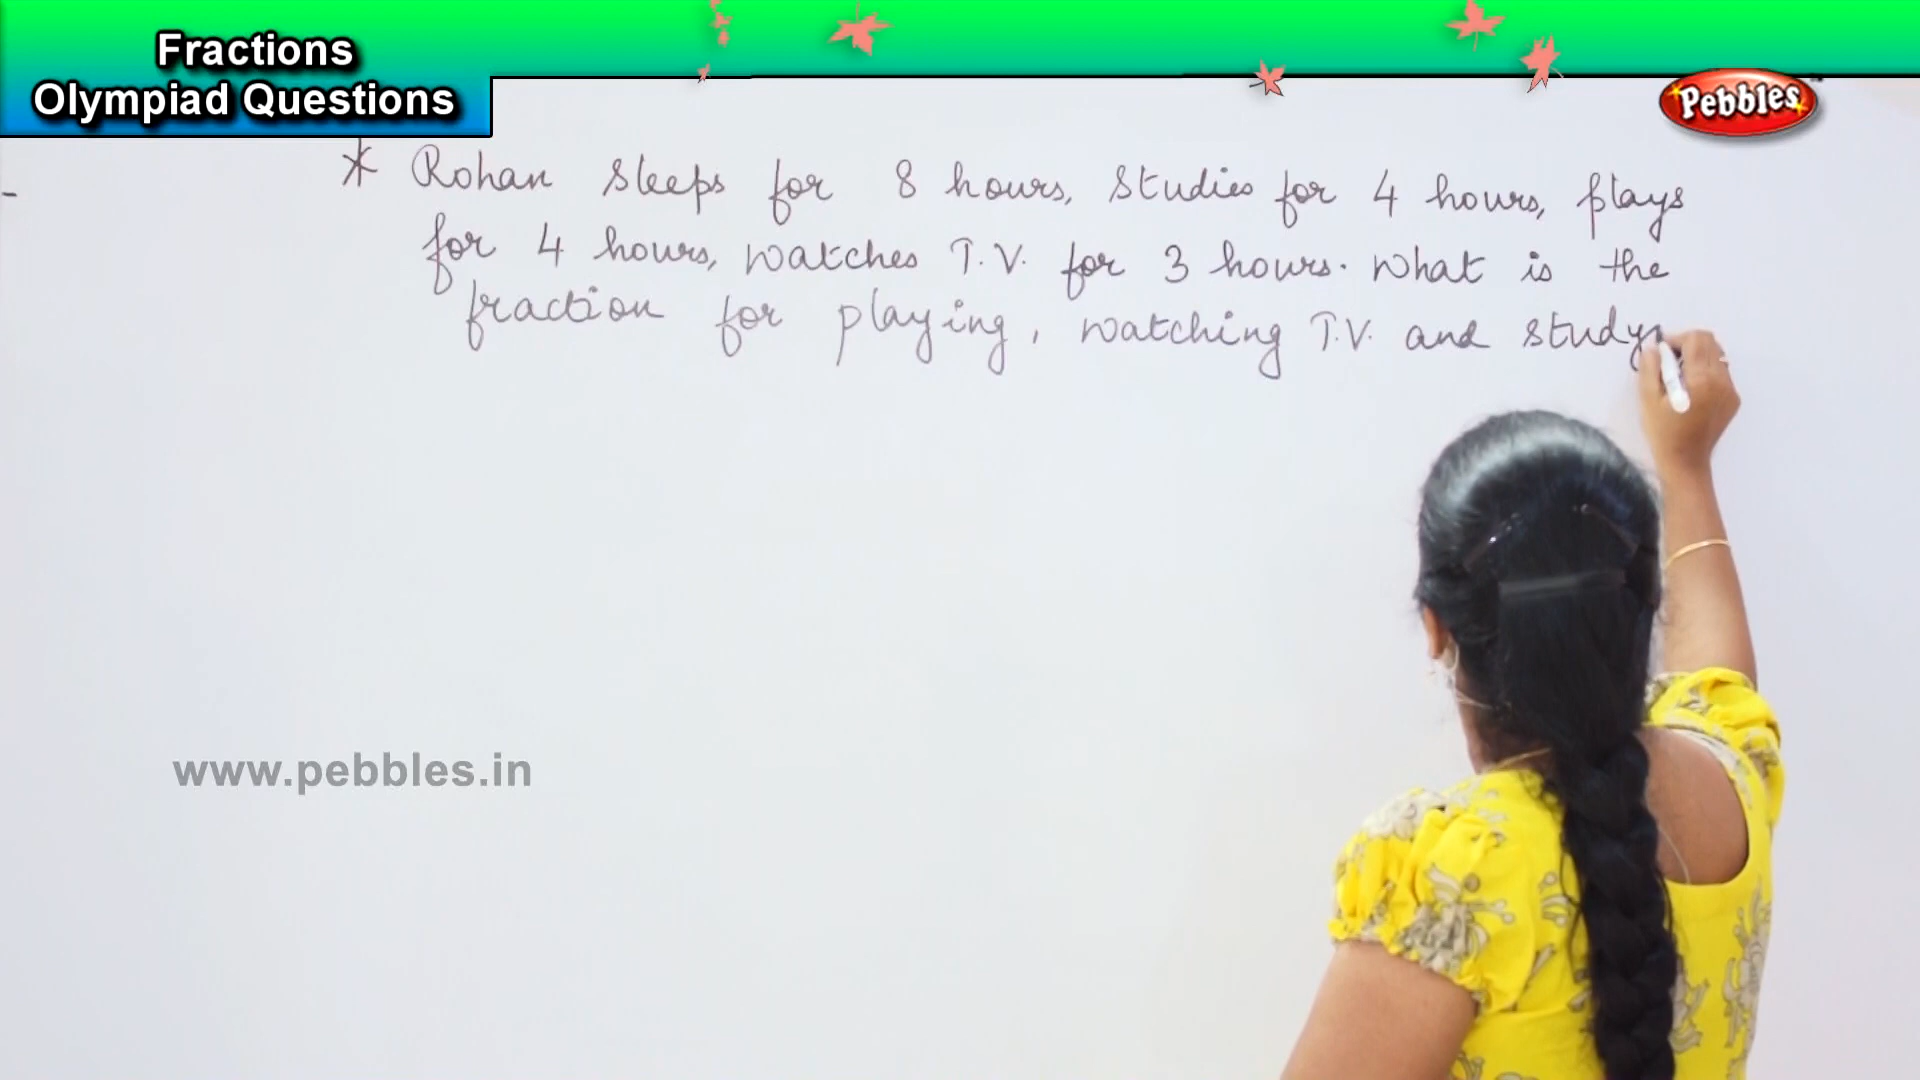 Fractions
Olympiad Questions
Pebbles
* Rohan sleeps for 8 hours, studies for 4 hours, plays
for 4 hours, watches T.V. for 3 hours. What is the
fraction for playing, watching T.V. and study
www.pebbles.in